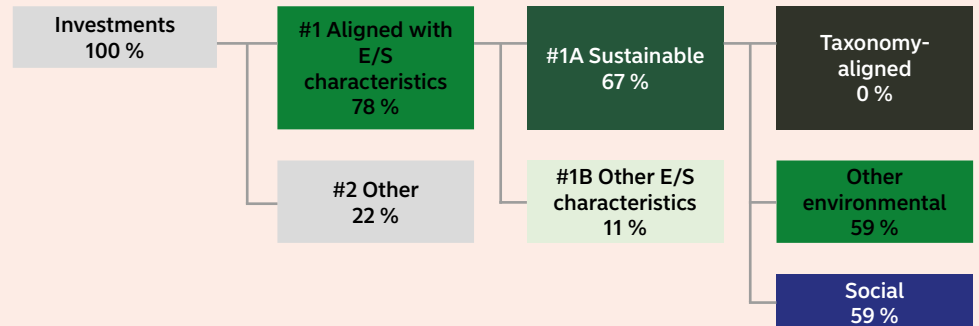 Investments
100 %
#1 Aligned with
E/S
characteristics
78 %
#1A Sustainable
67 %
Taxonomy-
aligned
0 %
#2 Other
22 %
#1B Other E/S
characteristics
11 %
Other
environmental
59 %
Social
59 %